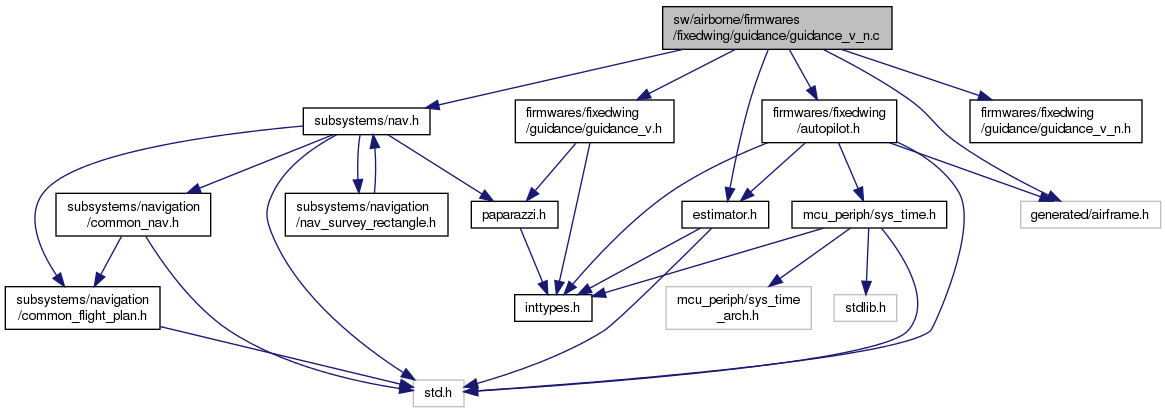 sw/airborne/firmwares
/fixedwing/guidance/guidance_v_n.c
subsystems/nav.h
firmwares/fixedwing
/guidance/guidance_v.h
firmwares/fixedwing
/autopilot.h
firmwares/fixedwing
/guidance/guidance_v_n.h
subsystems/navigation
/common_nav.h
subsystems/navigation
/nav_survey_rectangle.h
paparazzi.h
estimator.h
mcu_periph/sys_time.h
generated/airframe.h
subsystems/navigation
/common_flight_plan.h
inttypes.h
mcu_periph/sys_time
_arch.h
stdlib.h
std.h